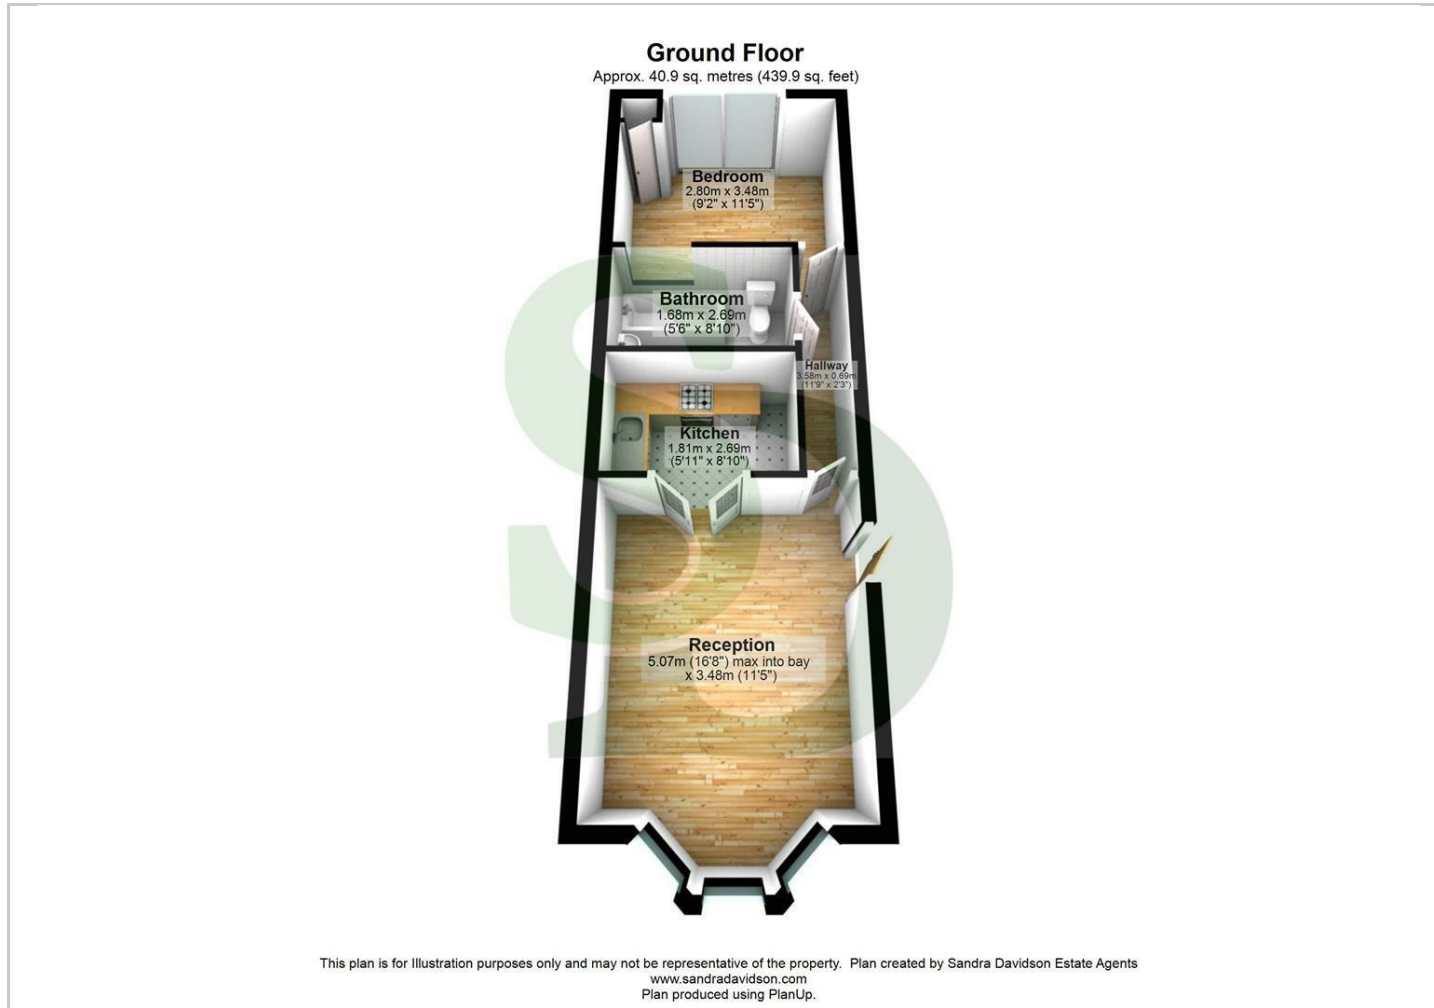 Ground Floor
Approx. 40.9 sq. metres (439.9 sq. feet)
Bedroom
2.80m x 3.48m
(9'2" x 11'5")
Bathroom
1.68m x 2.69m
(5'6" x 8'10")
Hallway
3.58m x 0.69m
(11'9" x 2'3")
Kitchen
1.81m x 2.69m
(5'11" x 8'10")
Reception
5.07m (16'8") max into bay
x 3.48m (11'5")
This plan is for Illustration purposes only and may not be representative of the property. Plan created by Sandra Davidson Estate Agents
www.sandradavidson.com
Plan produced using PlanUp.